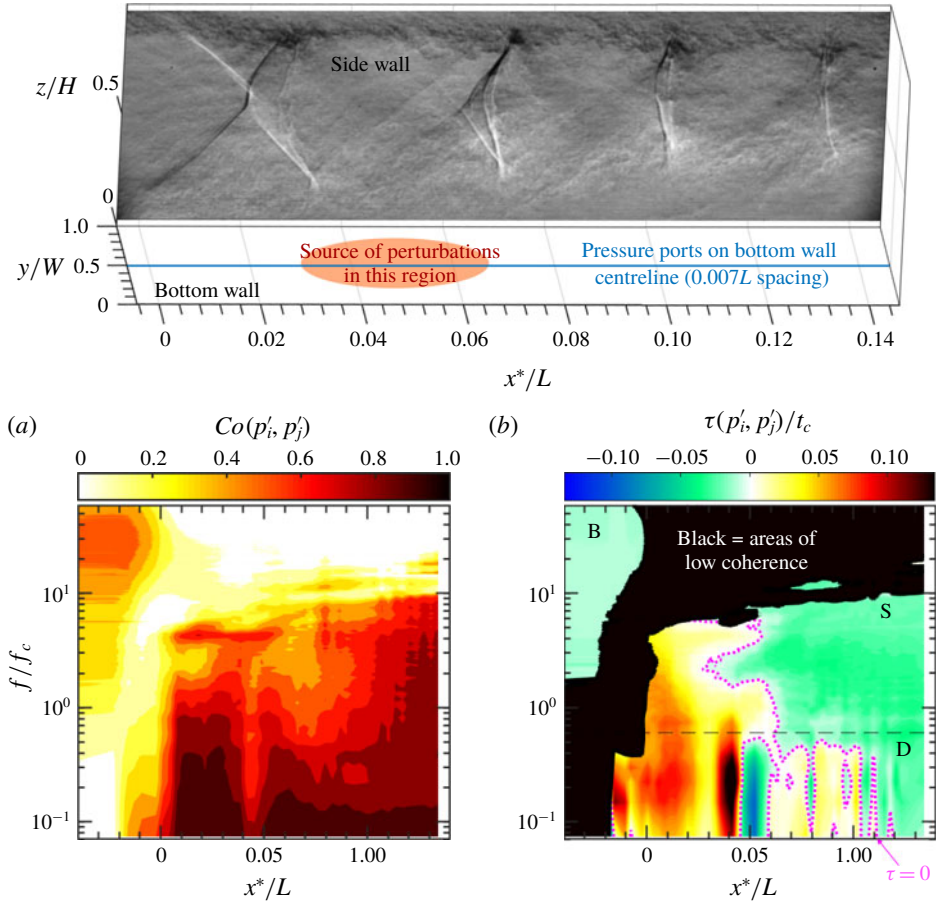 Side wall
z/H
0.5
0
1.0
y/W
0.5
0
Source of perturbations
in this region
Pressure ports on bottom wall
centreline (0.007L spacing)
Bottom wall
0
0.02
0.04
0.06
0.08
0.10
0.12
0.14
x*/L
(a)
Co(p′i, p′j)
0
0.2
0.4
0.6
0.8
1.0
f/fc
10¹
10⁰
10⁻¹
0
0.05
1.00
x*/L
(b)
τ(p′i, p′j)/tc
−0.10
−0.05
0
0.05
0.10
B
Black = areas of
low coherence
S
D
10¹
10⁰
10⁻¹
0
0.05
1.00
τ = 0
x*/L